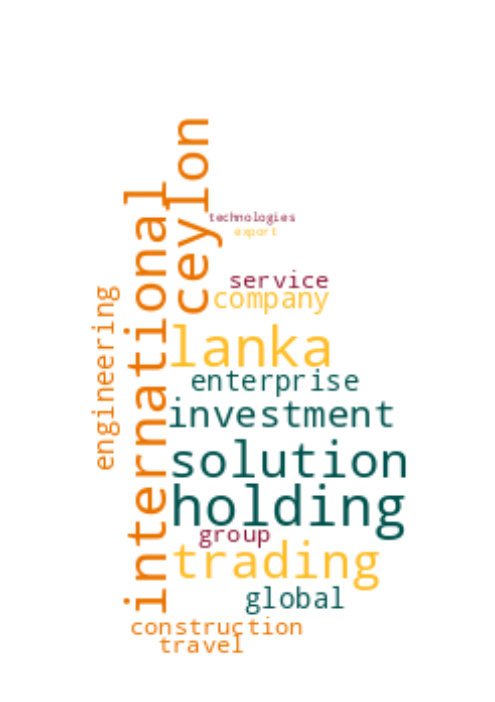 ceylon
international
technologies
export
service
company
engineering
lanka
enterprise
investment
solution
holding
group
trading
global
construction
travel